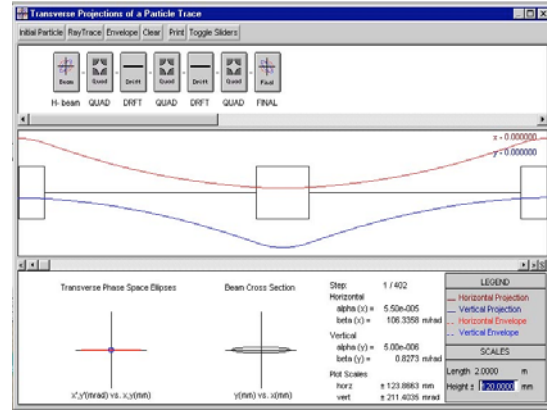 Transverse Projections of a Particle Trace
Initial Particle RayTrace Envelope Clear Print Toggle Sliders
Beam Quad Drift Quad Drift Quad Final
H- beam QUAD DRFT QUAD DRFT QUAD FINAL
x - 0.000000
y - 0.000000
Transverse Phase Space Ellipses
x',y'(mrad) vs. x,y(mm)
Beam Cross Section
Y(mm) vs. x(mm)
Step: 1 / 402
Horizontal
alpha (x) = 5.50e-005
beta (x) = 106.3358 m/rad
Vertical
alpha (y) = 5.00e-006
beta (y) = 0.8273 m/rad
Plot Scales
horz ± 123.8863 mm
vert ± 211.4035 mrad
LEGEND
Horizontal Projection
Vertical Projection
Horizontal Envelope
Vertical Envelope
SCALES
Length 2.0000 m
Height ± 20.0000 mm